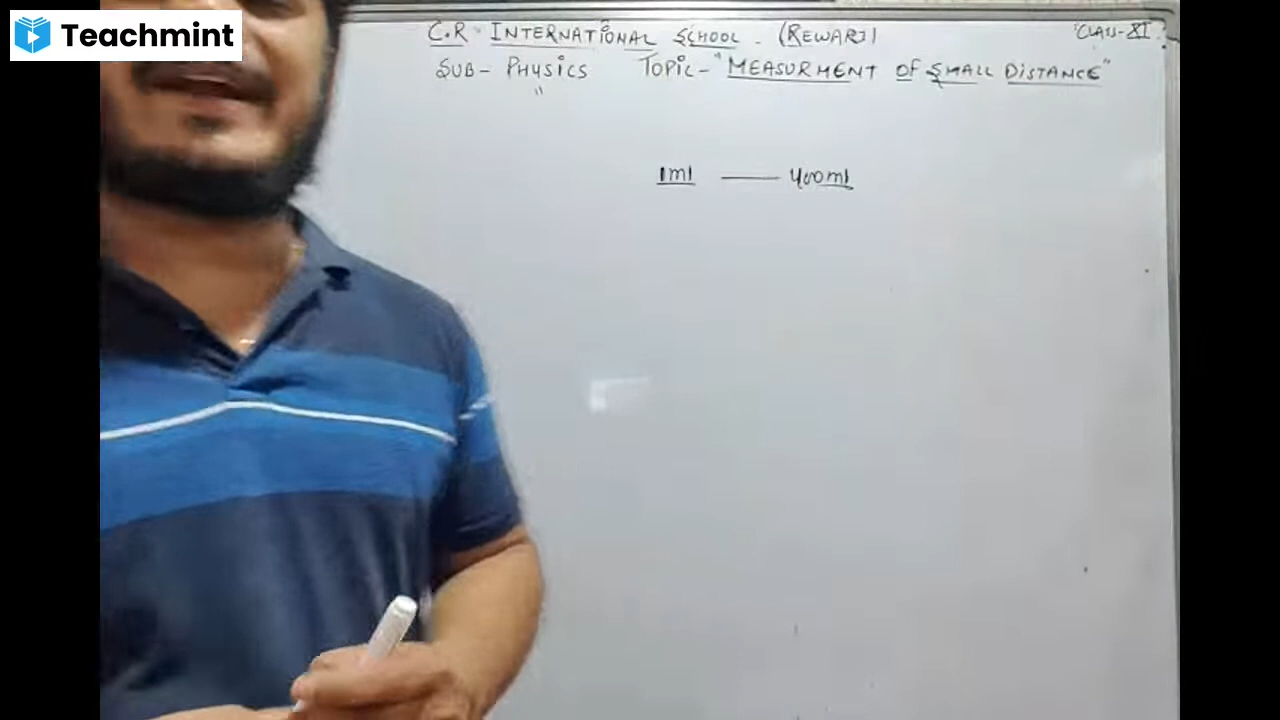 Teachmint
C.R. INTERNATIONAL SCHOOL - (REWARI)
CLASS-XI
SUB- PHYSICS TOPIC- "MEASURMENT OF SMALL DISTANCE"
1ml —— 400ml